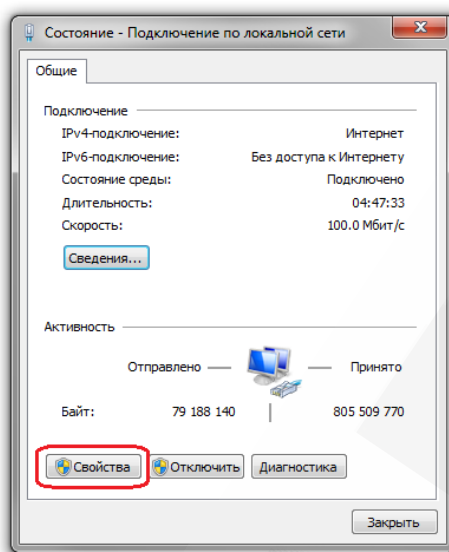 Состояние - Подключение по локальной сети
Общие
Подключение
IPv4-подключение: Интернет
IPv6-подключение: Без доступа к Интернету
Состояние среды: Подключено
Длительность: 04:47:33
Скорость: 100.0 Мбит/с
Сведения...
Активность
Отправлено — — Принято
Байт: 79 188 140 | 805 509 770
Свойства Отключить Диагностика
Закрыть